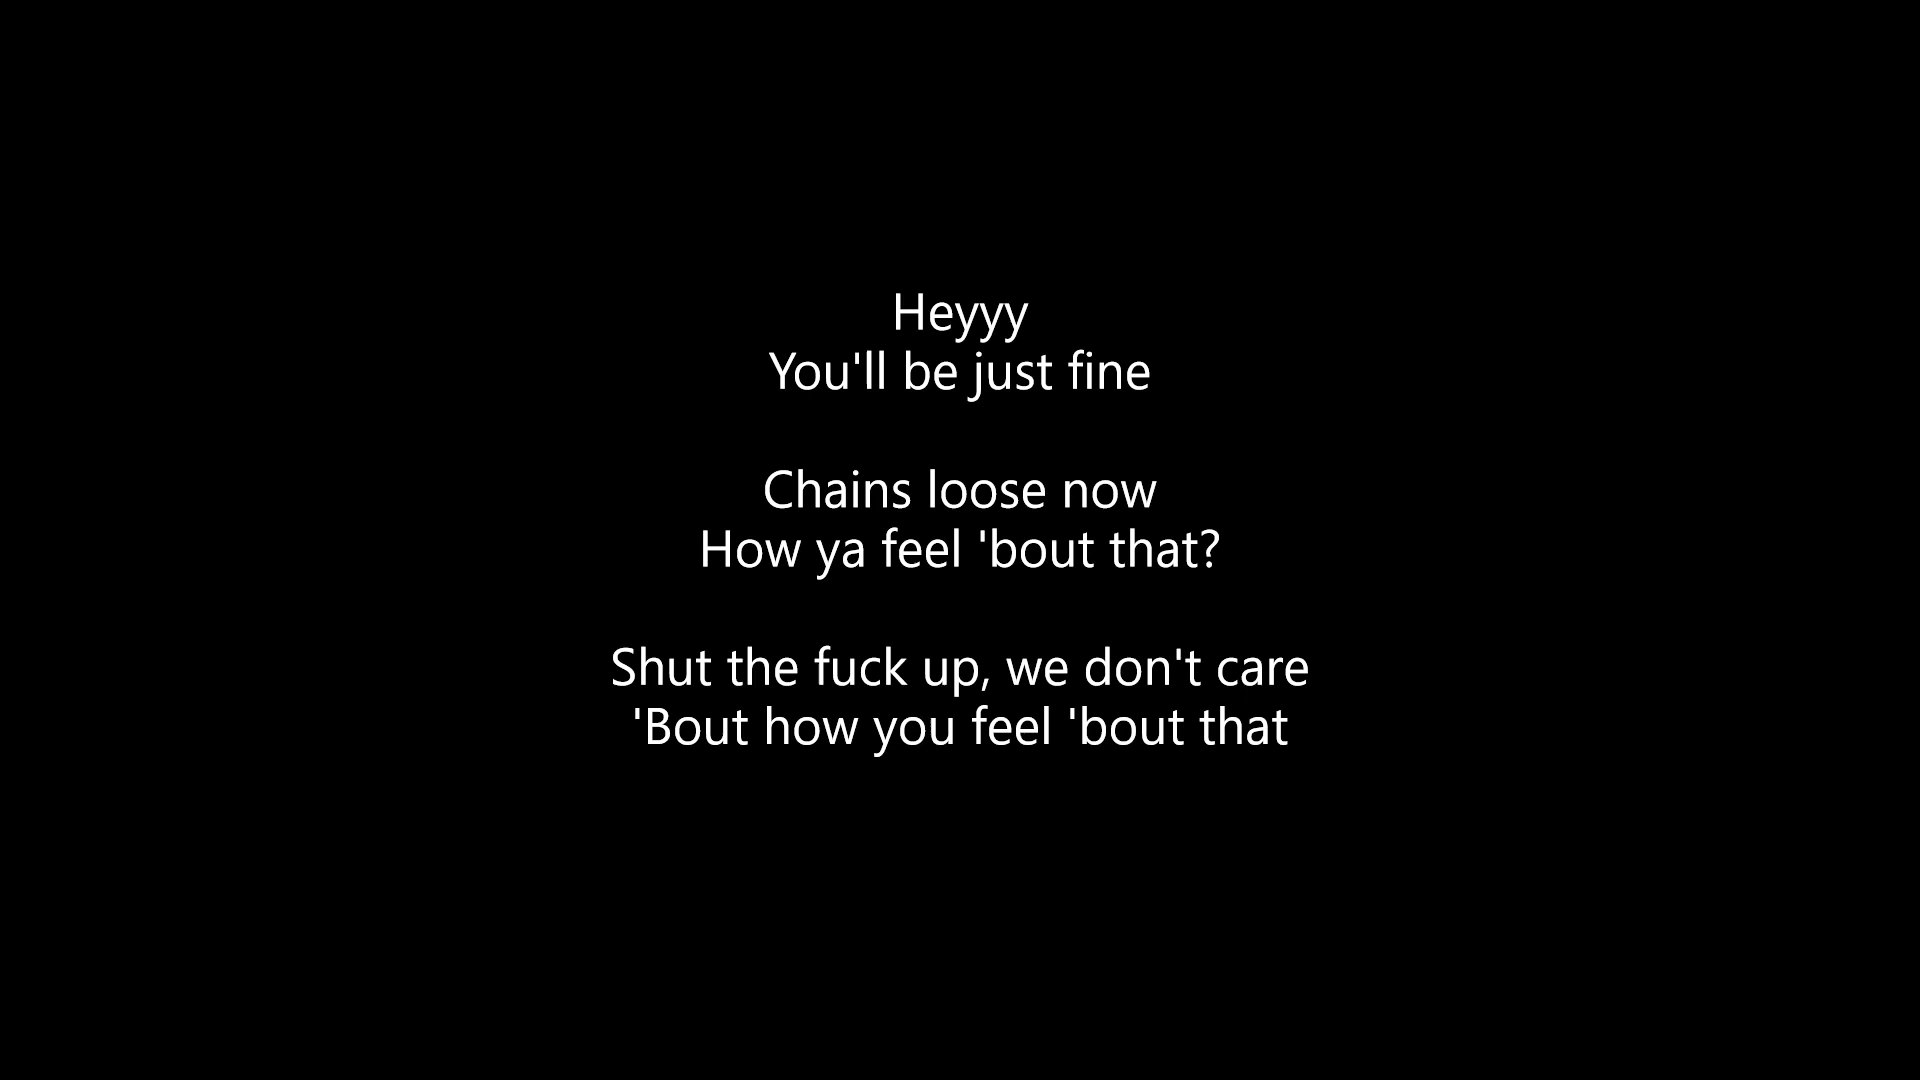 Heyyy
You'll be just fine
Chains loose now
How ya feel 'bout that?
Shut the fuck up, we don't care
'Bout how you feel 'bout that